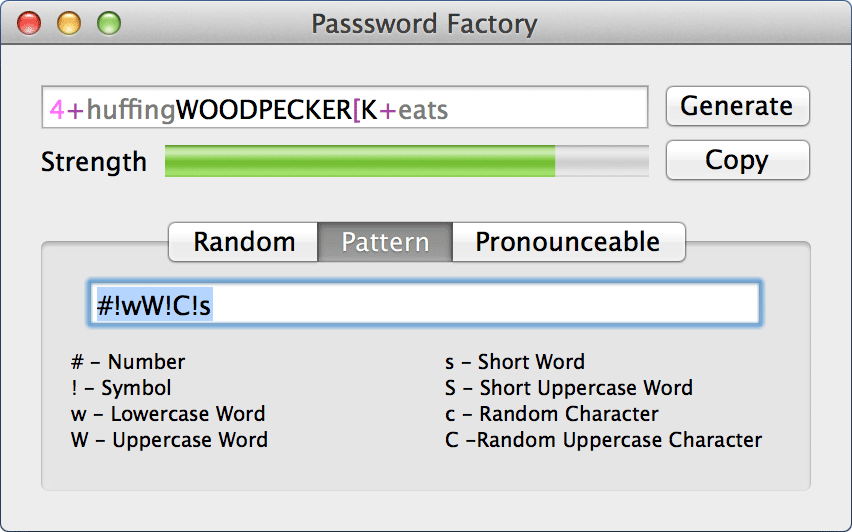 Passsword Factory
4+huffingWOODPECKER[K+eats
Generate
Strength
Copy
Random
Pattern
Pronounceable
#!wW!C!s
# – Number
! – Symbol
w – Lowercase Word
W – Uppercase Word
s – Short Word
S – Short Uppercase Word
c – Random Character
C –Random Uppercase Character